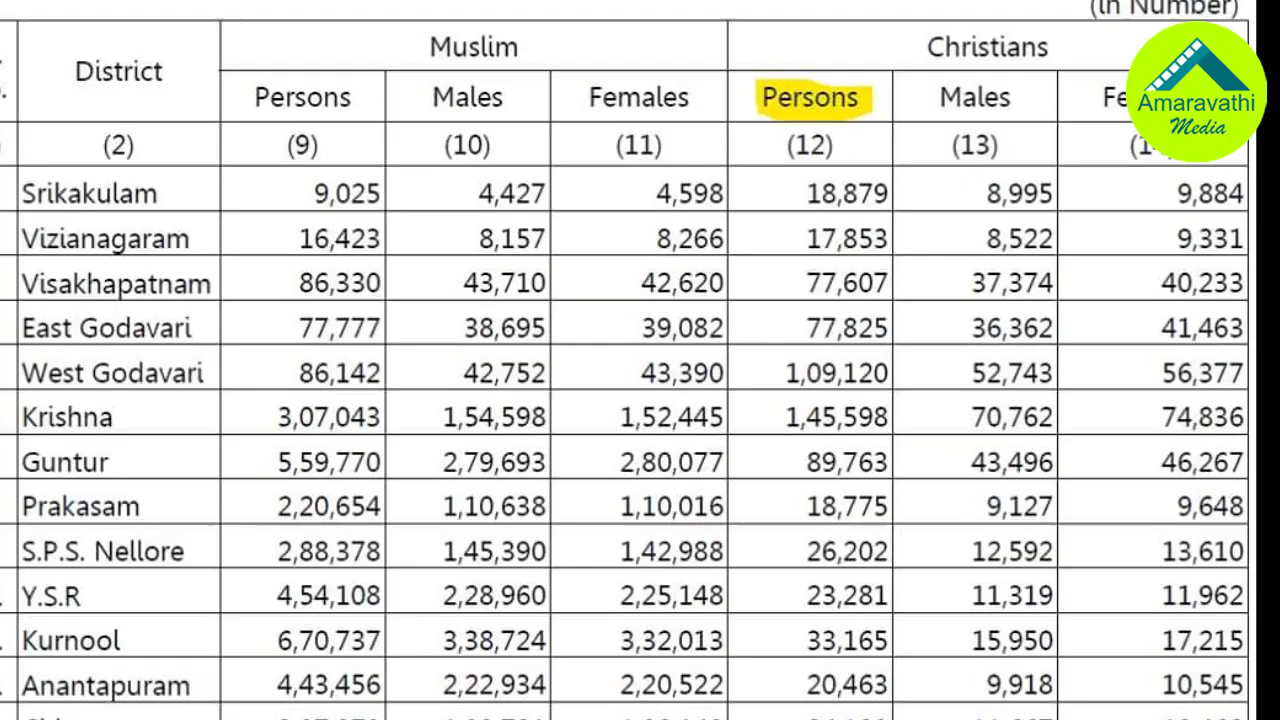 (In Number)
District Muslim Christians
Persons Males Females Persons Males
Amaravathi
Media
(2) (9) (10) (11) (12) (13)
Srikakulam 9,025 4,427 4,598 18,879 8,995 9,884
Vizianagaram 16,423 8,157 8,266 17,853 8,522 9,331
Visakhapatnam 86,330 43,710 42,620 77,607 37,374 40,233
East Godavari 77,777 38,695 39,082 77,825 36,362 41,463
West Godavari 86,142 42,752 43,390 1,09,120 52,743 56,377
Krishna 3,07,043 1,54,598 1,52,445 1,45,598 70,762 74,836
Guntur 5,59,770 2,79,693 2,80,077 89,763 43,496 46,267
Prakasam 2,20,654 1,10,638 1,10,016 18,775 9,127 9,648
S.P.S. Nellore 2,88,378 1,45,390 1,42,988 26,202 12,592 13,610
Y.S.R 4,54,108 2,28,960 2,25,148 23,281 11,319 11,962
Kurnool 6,70,737 3,38,724 3,32,013 33,165 15,950 17,215
Anantapuram 4,43,456 2,22,934 2,20,522 20,463 9,918 10,545